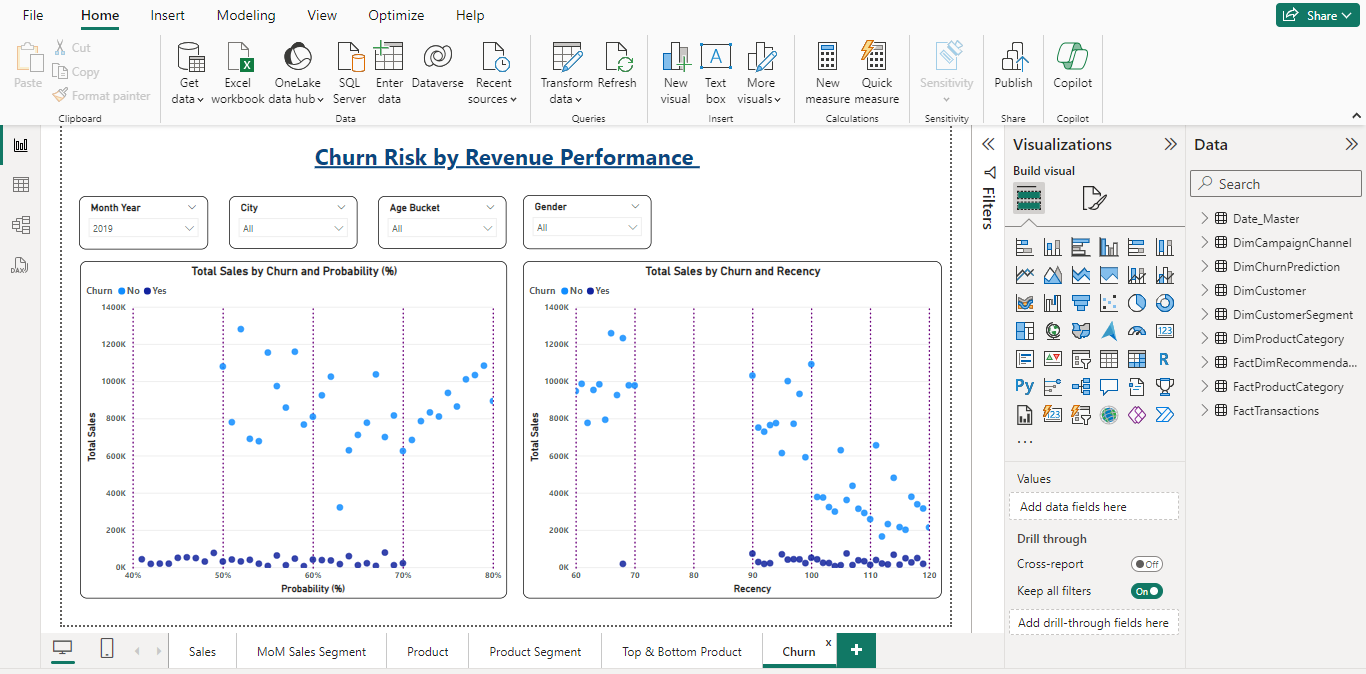 File Home Insert Modeling View Optimize Help Share
Paste
Cut
Copy
Format painter
Clipboard
Get data
Excel workbook
OneLake data hub
SQL Server
Enter data
Dataverse
Recent sources
Data
Transform data
Refresh
Queries
New visual
Text box
More visuals
Insert
New measure
Quick measure
Calculations
Sensitivity
Sensitivity
Publish
Share
Copilot
Copilot
Churn Risk by Revenue Performance
Month Year
2019
City
All
Age Bucket
All
Gender
All
Total Sales by Churn and Probability (%)
Churn No Yes
Total Sales
1400K
1200K
1000K
800K
600K
400K
200K
0K
40% 50% 60% 70% 80%
Probability (%)
Total Sales by Churn and Recency
Churn No Yes
Total Sales
1400K
1200K
1000K
800K
600K
400K
200K
0K
60 70 80 90 100 110 120
Recency
Filters
Visualizations
Build visual
123
R
Py
123
...
Values
Add data fields here
Drill through
Cross-report Off
Keep all filters On
Add drill-through fields here
Data
Search
Date_Master
DimCampaignChannel
DimChurnPrediction
DimCustomer
DimCustomerSegment
DimProductCategory
FactDimRecommenda...
FactProductCategory
FactTransactions
DAX
Sales MoM Sales Segment Product Product Segment Top & Bottom Product Churn x +